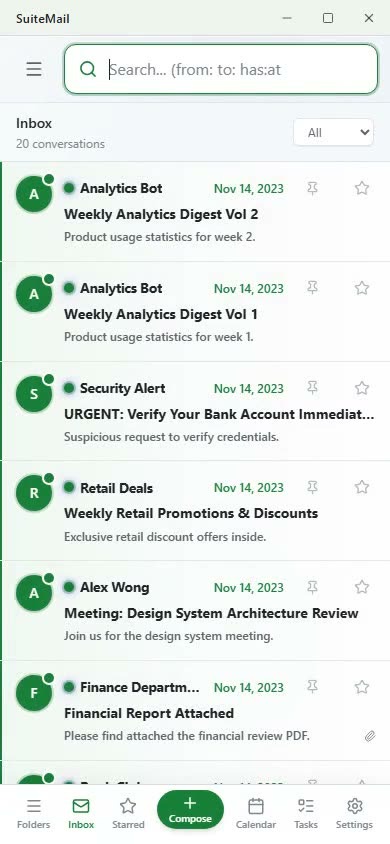 SuiteMail
Search... (from: to: has:at
Inbox
20 conversations
All
A
Analytics Bot
Nov 14, 2023
Weekly Analytics Digest Vol 2
Product usage statistics for week 2.
A
Analytics Bot
Nov 14, 2023
Weekly Analytics Digest Vol 1
Product usage statistics for week 1.
S
Security Alert
Nov 14, 2023
URGENT: Verify Your Bank Account Immediat...
Suspicious request to verify credentials.
R
Retail Deals
Nov 14, 2023
Weekly Retail Promotions & Discounts
Exclusive retail discount offers inside.
A
Alex Wong
Nov 14, 2023
Meeting: Design System Architecture Review
Join us for the design system meeting.
F
Finance Departm...
Nov 14, 2023
Financial Report Attached
Please find attached the financial review PDF.
Folders
Inbox
Starred
Compose
Calendar
Tasks
Settings